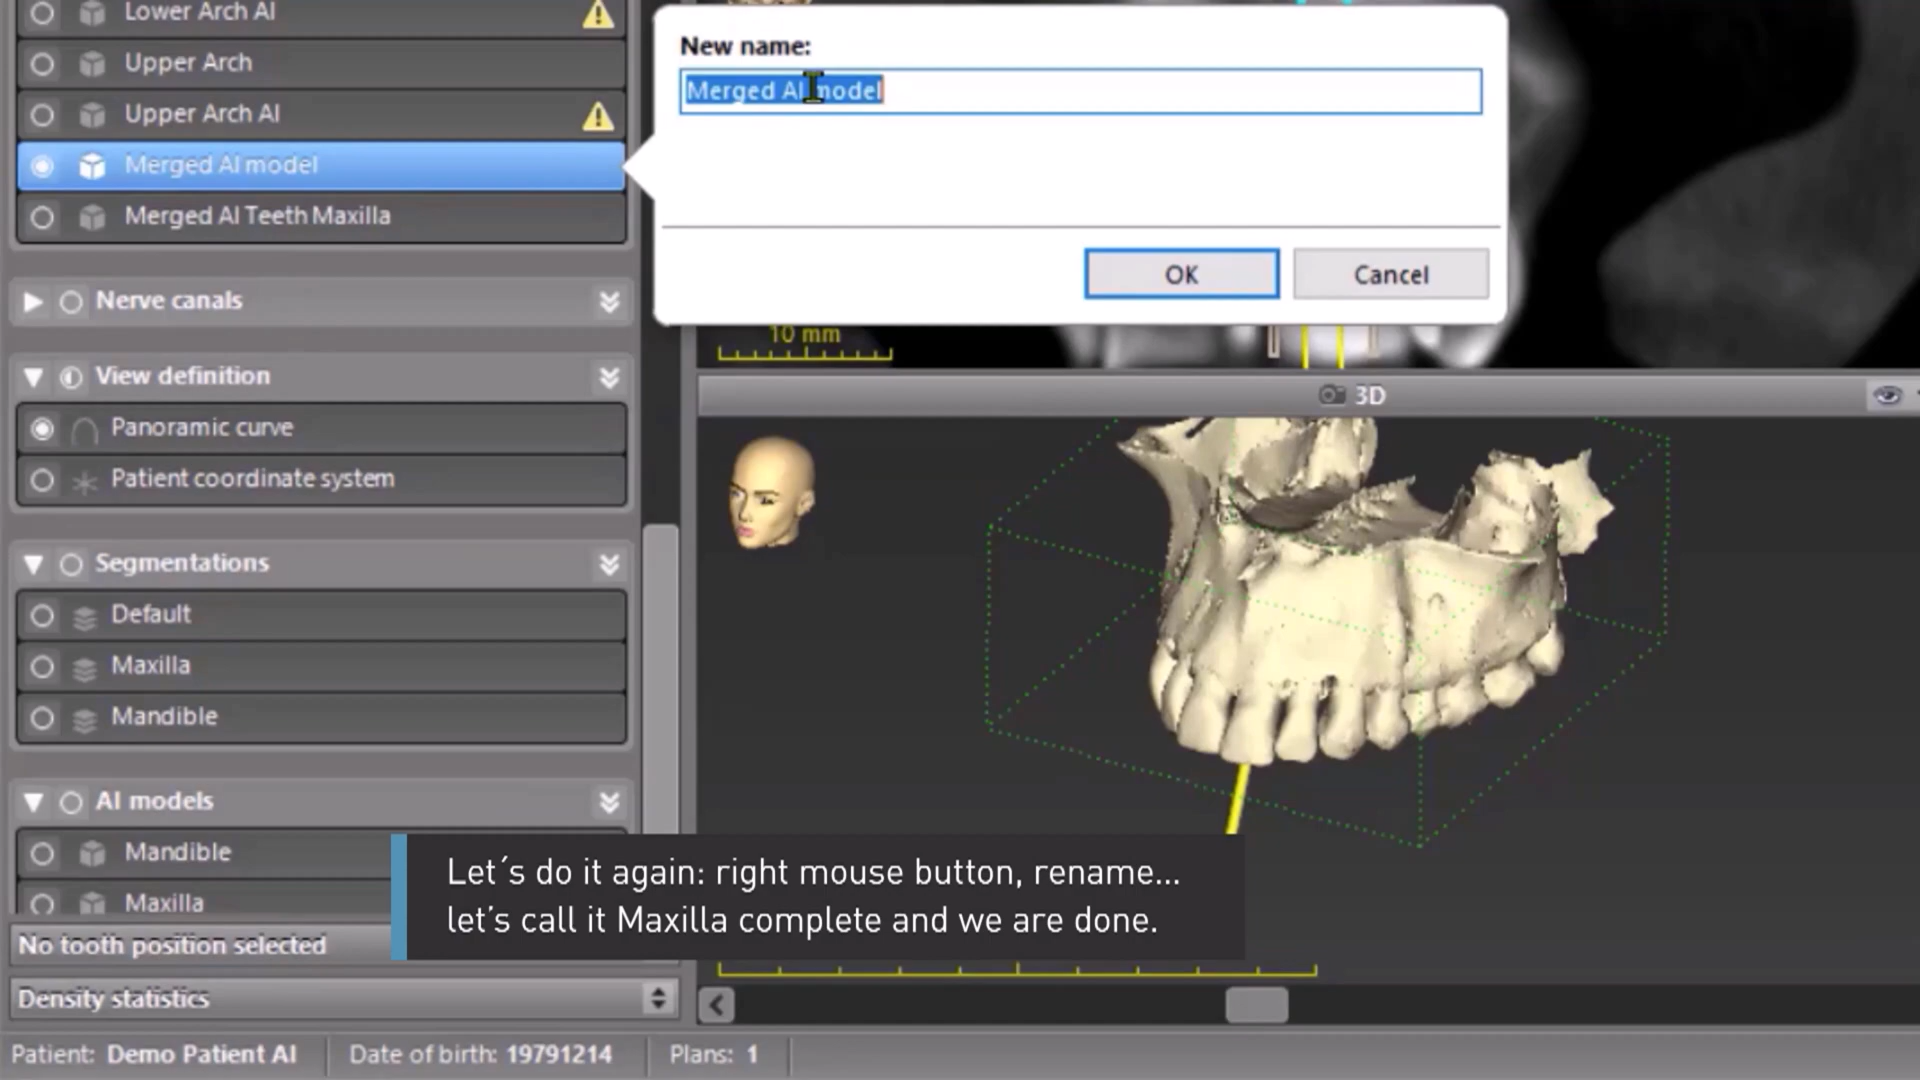 Lower Arch AI
Upper Arch
Upper Arch AI
Merged AI model
Merged AI Teeth Maxilla
Nerve canals
View definition
Panoramic curve
Patient coordinate system
Segmentations
Default
Maxilla
Mandible
AI models
Mandible
Maxilla
No tooth position selected
Density statistics
New name:
Merged AI model
OK
Cancel
10 mm
3D
Let´s do it again: right mouse button, rename...
let's call it Maxilla complete and we are done.
Patient: Demo Patient AI
Date of birth: 19791214
Plans: 1